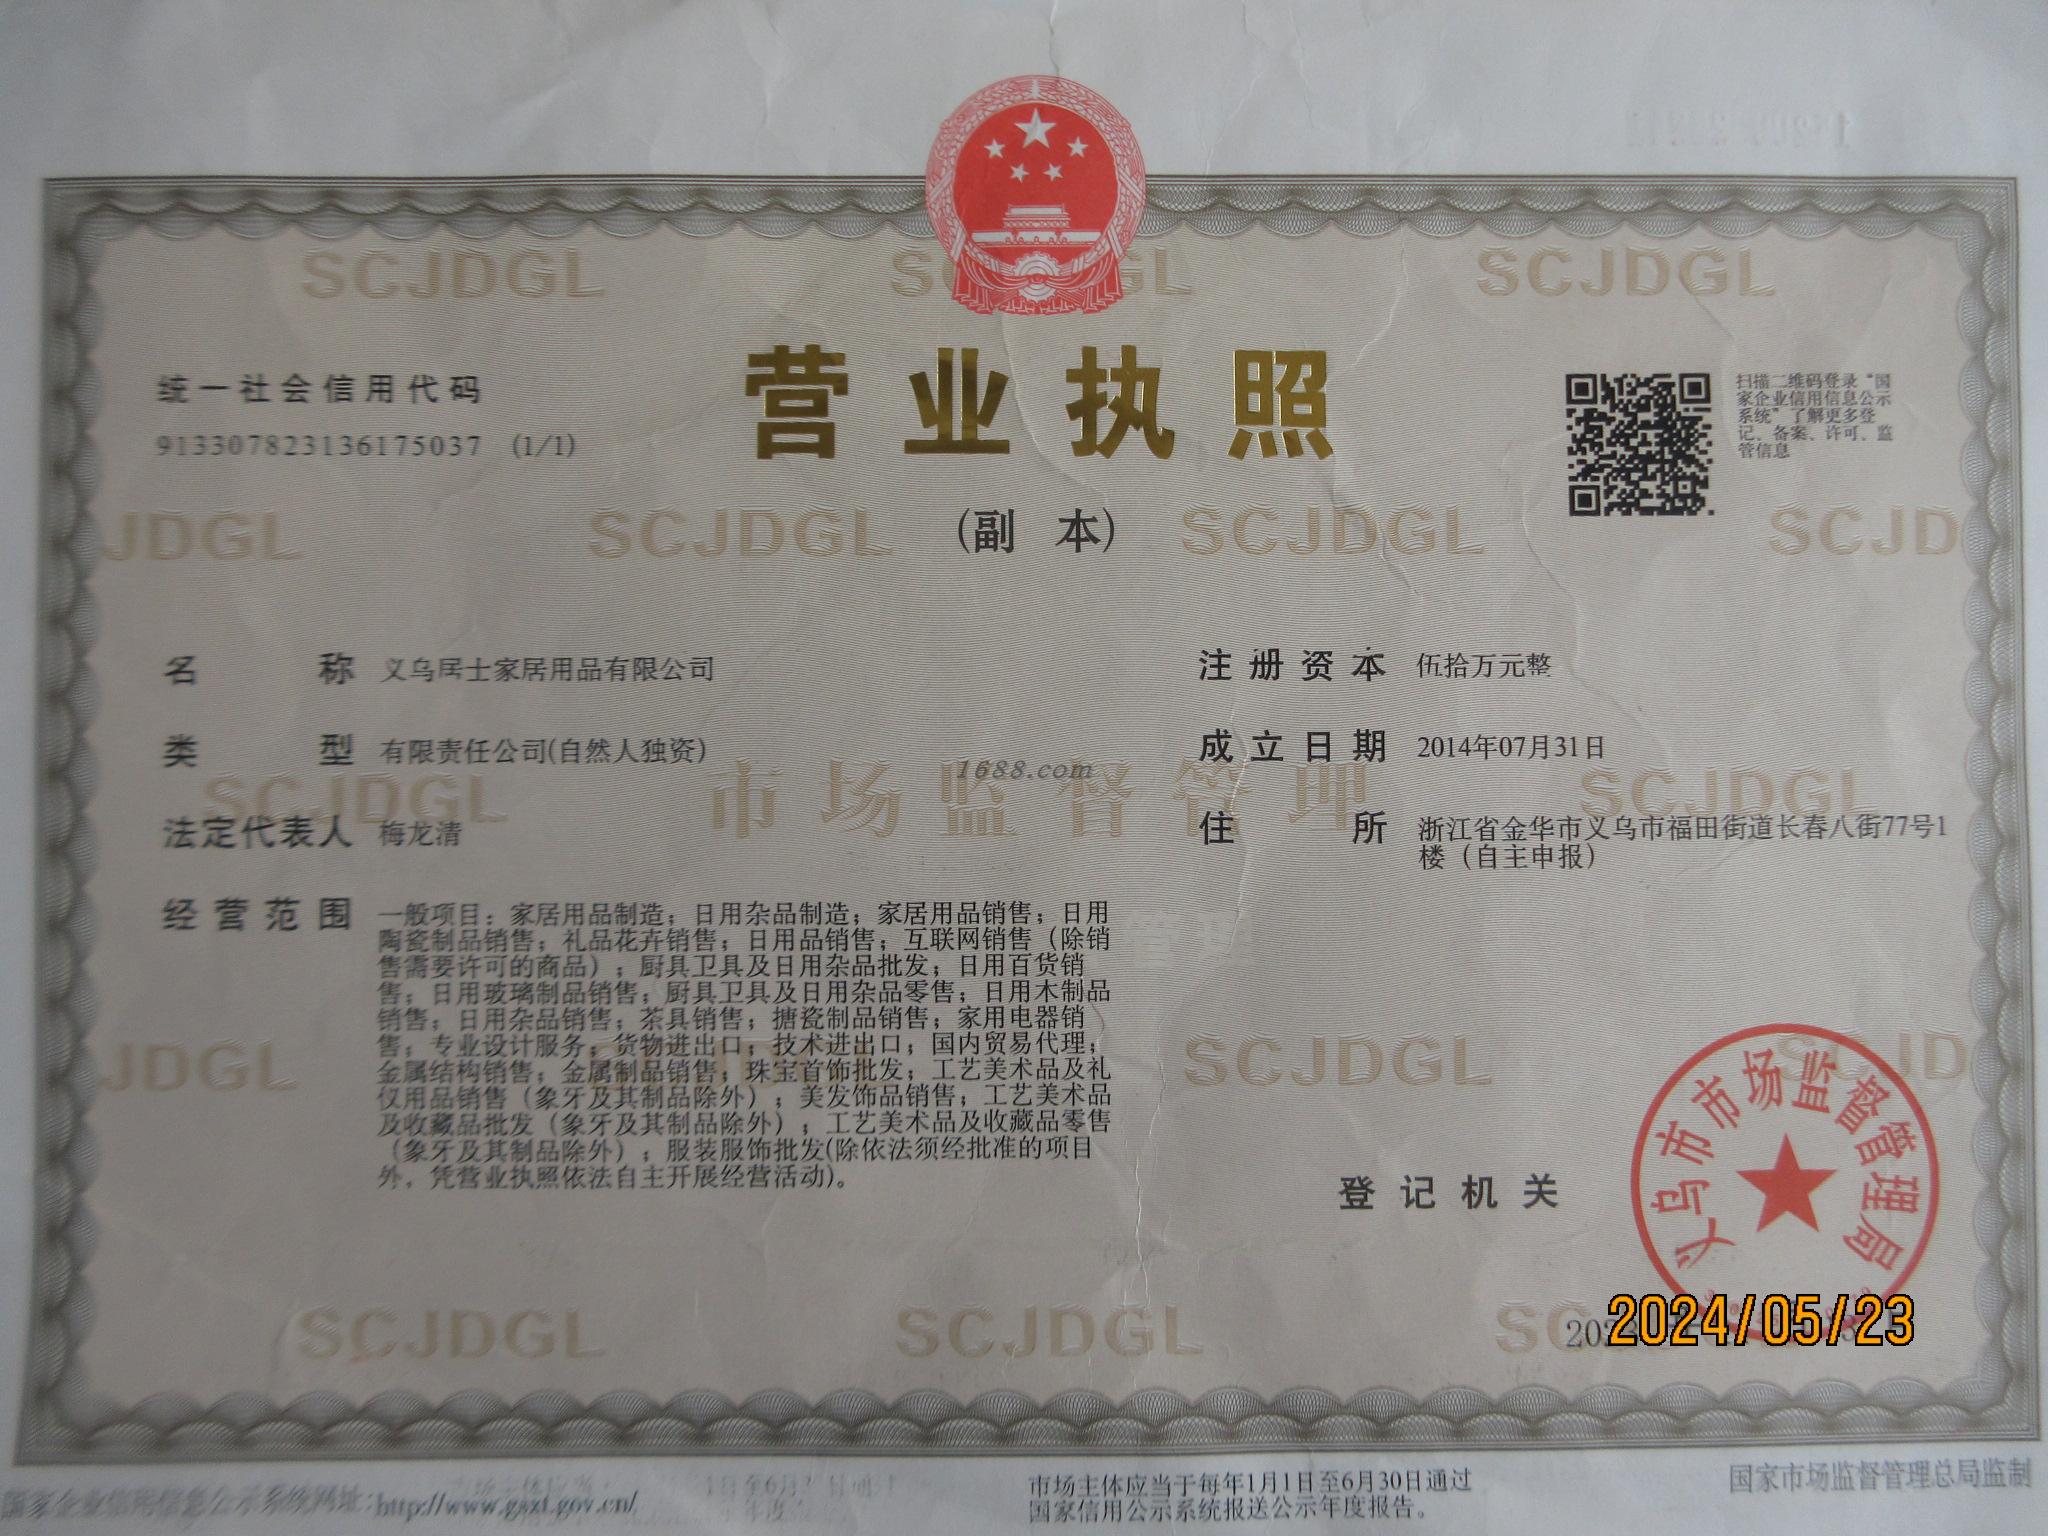 营业执照
(副 本)
统一社会信用代码
913307823136175037 (1/1)
扫描二维码登录“国
家企业信用信息公示
系统”了解更多登
记、备案、许可、监
管信息
名 称 义乌居士家居用品有限公司
类 型 有限责任公司(自然人独资)
法定代表人 梅龙清
经营范围 一般项目：家居用品制造；日用杂品制造；家居用品销售；日用
陶瓷制品销售；礼品花卉销售；日用品销售；互联网销售（除销
售需要许可的商品）；厨具卫具及日用杂品批发；日用百货销
售；日用玻璃制品销售；厨具卫具及日用杂品零售；日用木制品
销售；日用杂品销售；茶具销售；搪瓷制品销售；家用电器销
售；专业设计服务；货物进出口；技术进出口；国内贸易代理；
金属结构销售；金属制品销售；珠宝首饰批发；工艺美术品及礼
仪用品销售（象牙及其制品除外）；美发饰品销售；工艺美术品
及收藏品批发（象牙及其制品除外）；工艺美术品及收藏品零售
（象牙及其制品除外）；服装服饰批发(除依法须经批准的项目
外，凭营业执照依法自主开展经营活动)。
注册资本 伍拾万元整
成立日期 2014年07月31日
住 所 浙江省金华市义乌市福田街道长春八街77号1
楼（自主申报）
1688.com
市场监督管理
SCJDGL
登记机关
义乌市市场监督管理局
2024/05/23
国家企业信用信息公示系统网址：http://www.gsxt.gov.cn/
市场主体应当于每年1月1日至6月30日通过
国家信用公示系统报送公示年度报告。
国家市场监督管理总局监制